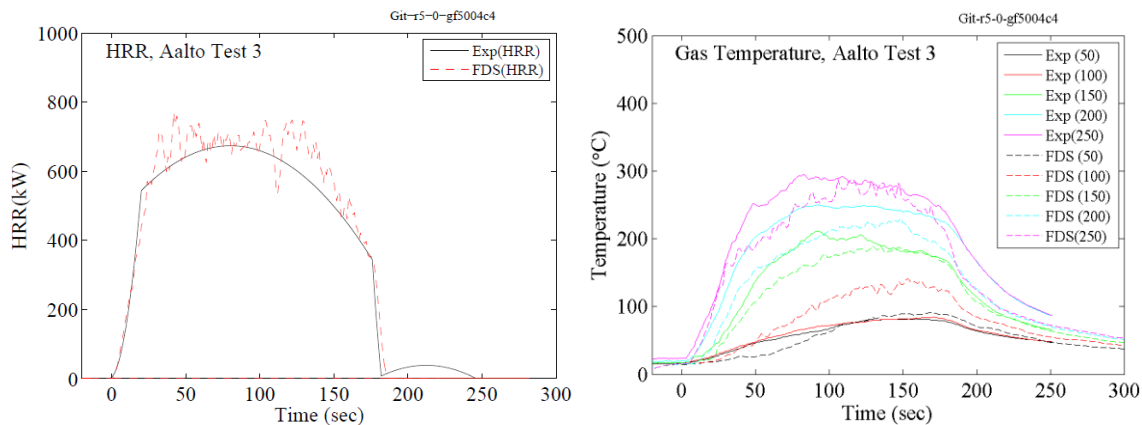 Git-r5-0-gf5004c4
HRR, Aalto Test 3
Exp(HRR)
FDS(HRR)
1000
800
600
400
200
0
HRR(kW)
0 50 100 150 200 250 300
Time (sec)
Git-r5-0-gf5004c4
Gas Temperature, Aalto Test 3
Exp (50)
Exp (100)
Exp (150)
Exp (200)
Exp(250)
FDS (50)
FDS (100)
FDS (150)
FDS (200)
FDS(250)
500
400
300
200
100
0
Temperature (°C)
0 50 100 150 200 250 300
Time (sec)